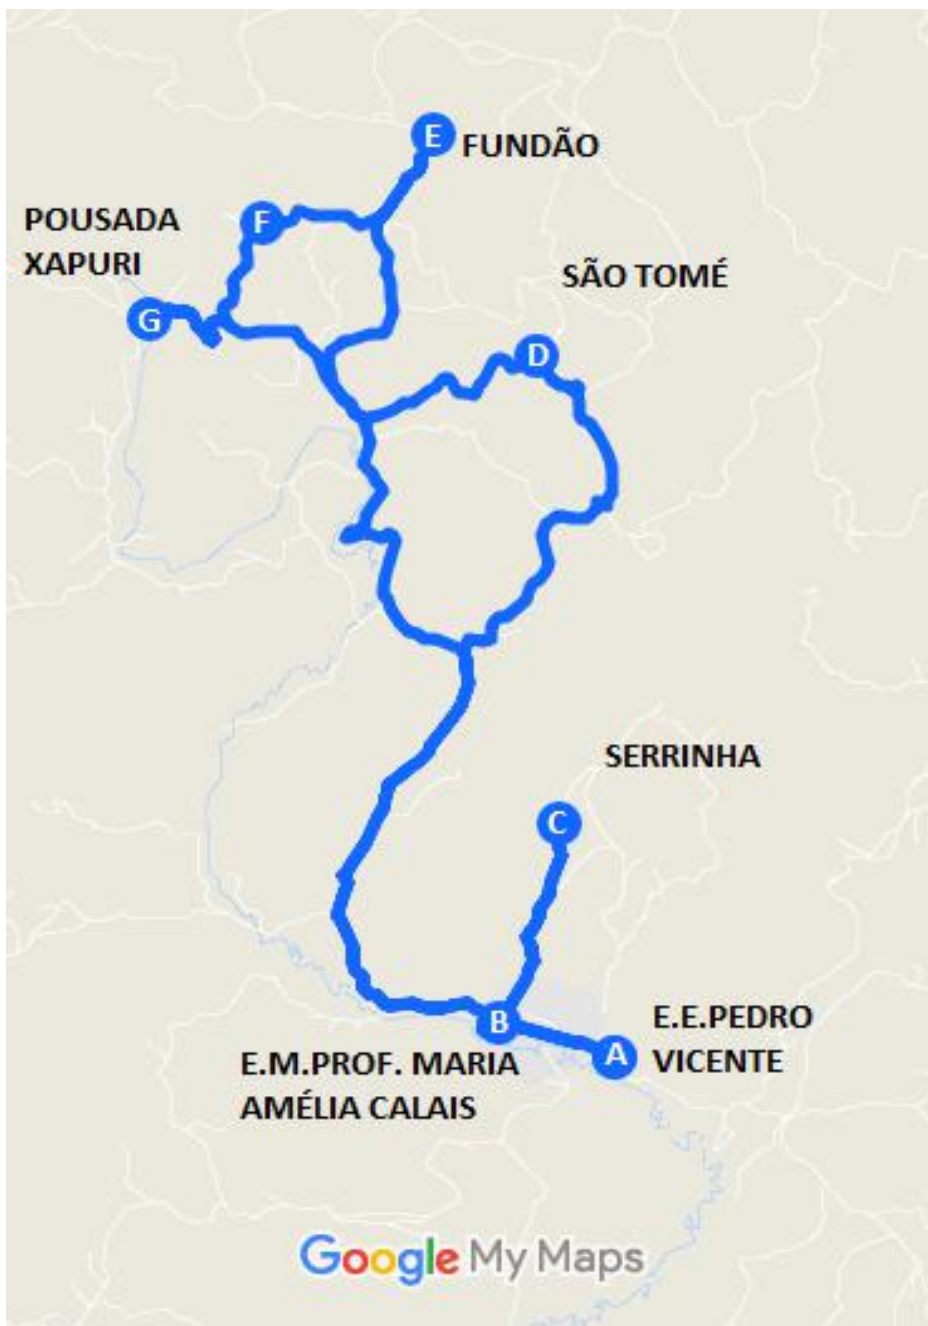 E
FUNDÃO
F
POUSADA
XAPURI
SÃO TOMÉ
G
D
SERRINHA
C
E.E.PEDRO
VICENTE
B
A
E.M.PROF. MARIA
AMÉLIA CALAIS
Google My Maps